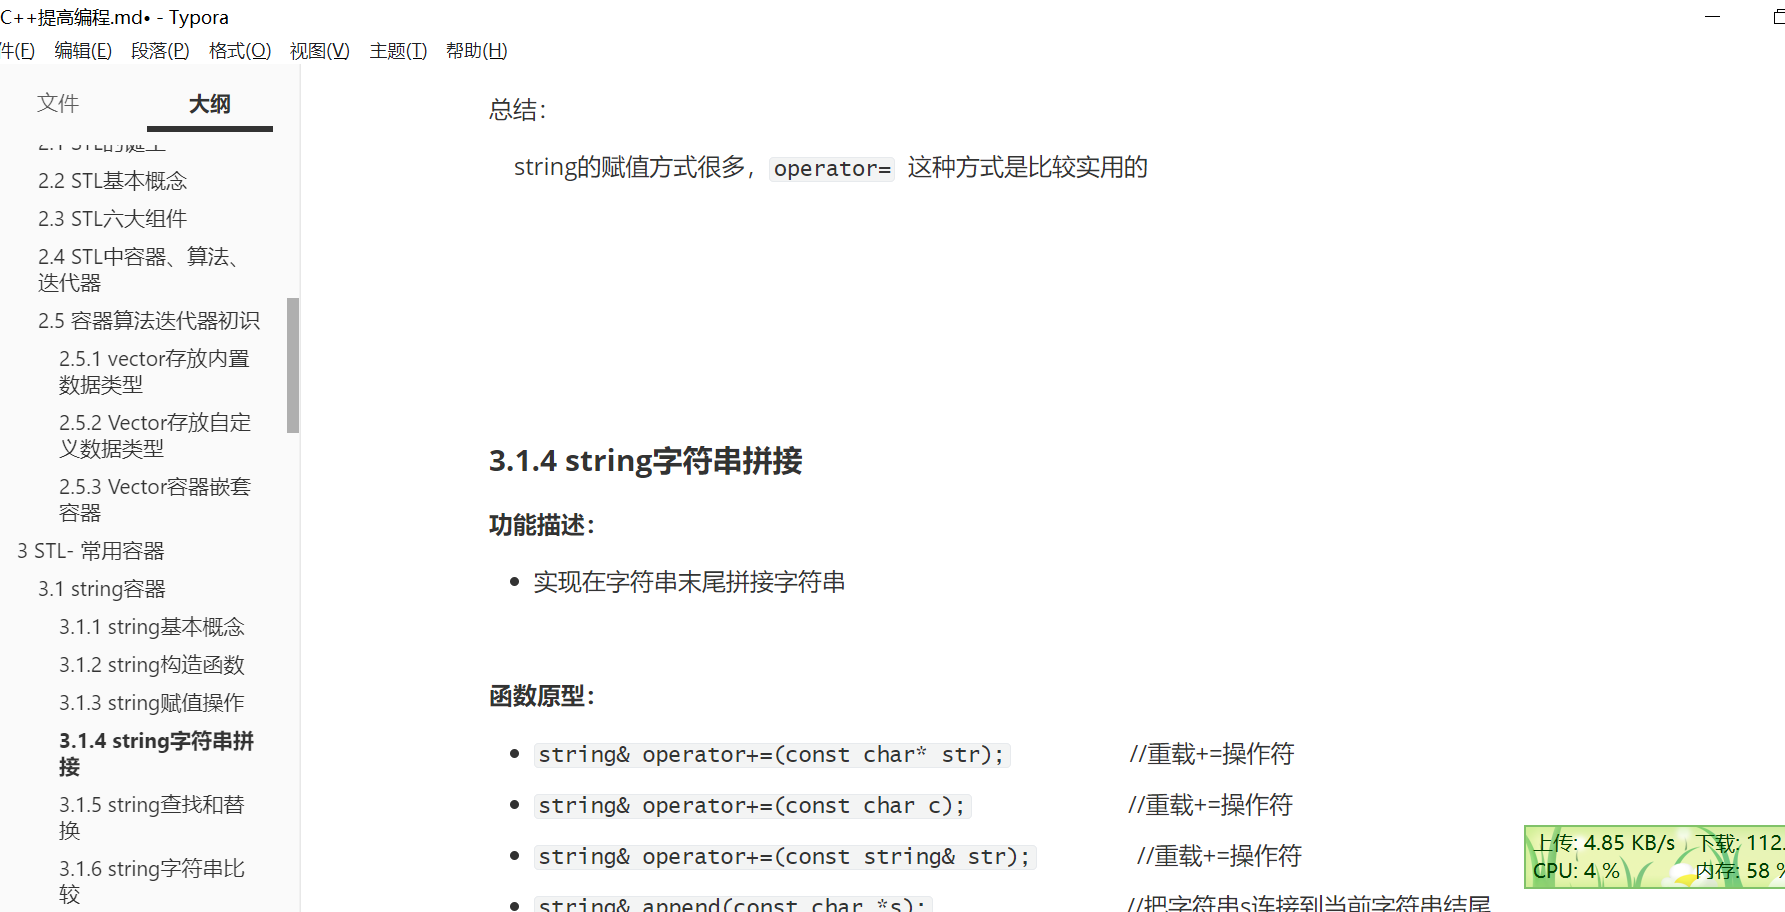 C++提高编程.md• - Typora
件(F) 编辑(E) 段落(P) 格式(O) 视图(V) 主题(T) 帮助(H)
文件 大纲
2.1 STL的诞生
2.2 STL基本概念
2.3 STL六大组件
2.4 STL中容器、算法、
迭代器
2.5 容器算法迭代器初识
2.5.1 vector存放内置
数据类型
2.5.2 Vector存放自定
义数据类型
2.5.3 Vector容器嵌套
容器
3 STL- 常用容器
3.1 string容器
3.1.1 string基本概念
3.1.2 string构造函数
3.1.3 string赋值操作
3.1.4 string字符串拼
接
3.1.5 string查找和替
换
3.1.6 string字符串比
较
总结：
string的赋值方式很多，operator= 这种方式是比较实用的
3.1.4 string字符串拼接
功能描述：
• 实现在字符串末尾拼接字符串
函数原型：
• string& operator+=(const char* str); //重载+=操作符
• string& operator+=(const char c); //重载+=操作符
• string& operator+=(const string& str); //重载+=操作符
• string& append(const char *s); //把字符串s连接到当前字符串结尾
上传: 4.85 KB/s 下载: 112.
CPU: 4 % 内存: 58 %